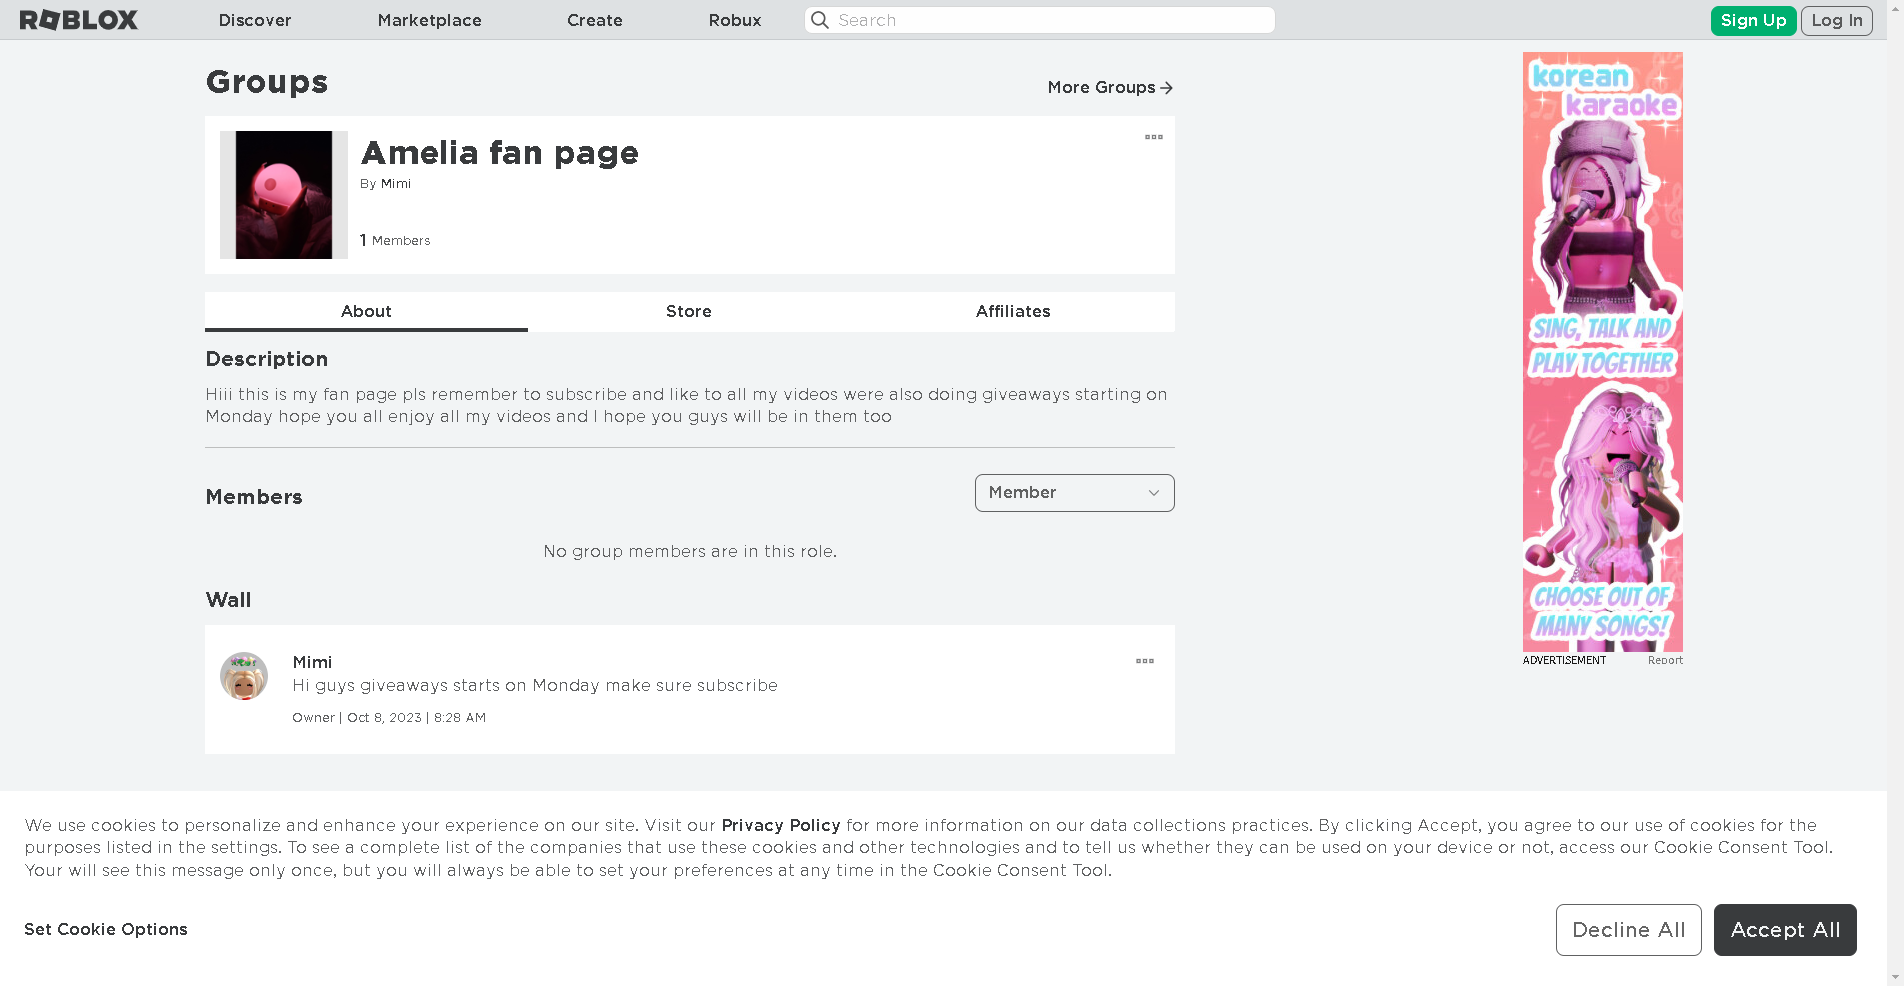 ROBLOX
Discover
Marketplace
Create
Robux
Search
Sign Up
Log In
Groups
More Groups
Amelia fan page
By Mimi
1 Members
About
Store
Affiliates
Description
Hiii this is my fan page pls remember to subscribe and like to all my videos were also doing giveaways starting on
Monday hope you all enjoy all my videos and I hope you guys will be in them too
Members
Member
No group members are in this role.
Wall
Mimi
Hi guys giveaways starts on Monday make sure subscribe
Owner | Oct 8, 2023 | 8:28 AM
korean
karaoke
SING, TALK AND
PLAY TOGETHER
CHOOSE OUT OF
MANY SONGS!
ADVERTISEMENT
Report
We use cookies to personalize and enhance your experience on our site. Visit our Privacy Policy for more information on our data collections practices. By clicking Accept, you agree to our use of cookies for the
purposes listed in the settings. To see a complete list of the companies that use these cookies and other technologies and to tell us whether they can be used on your device or not, access our Cookie Consent Tool.
Your will see this message only once, but you will always be able to set your preferences at any time in the Cookie Consent Tool.
Set Cookie Options
Decline All
Accept All